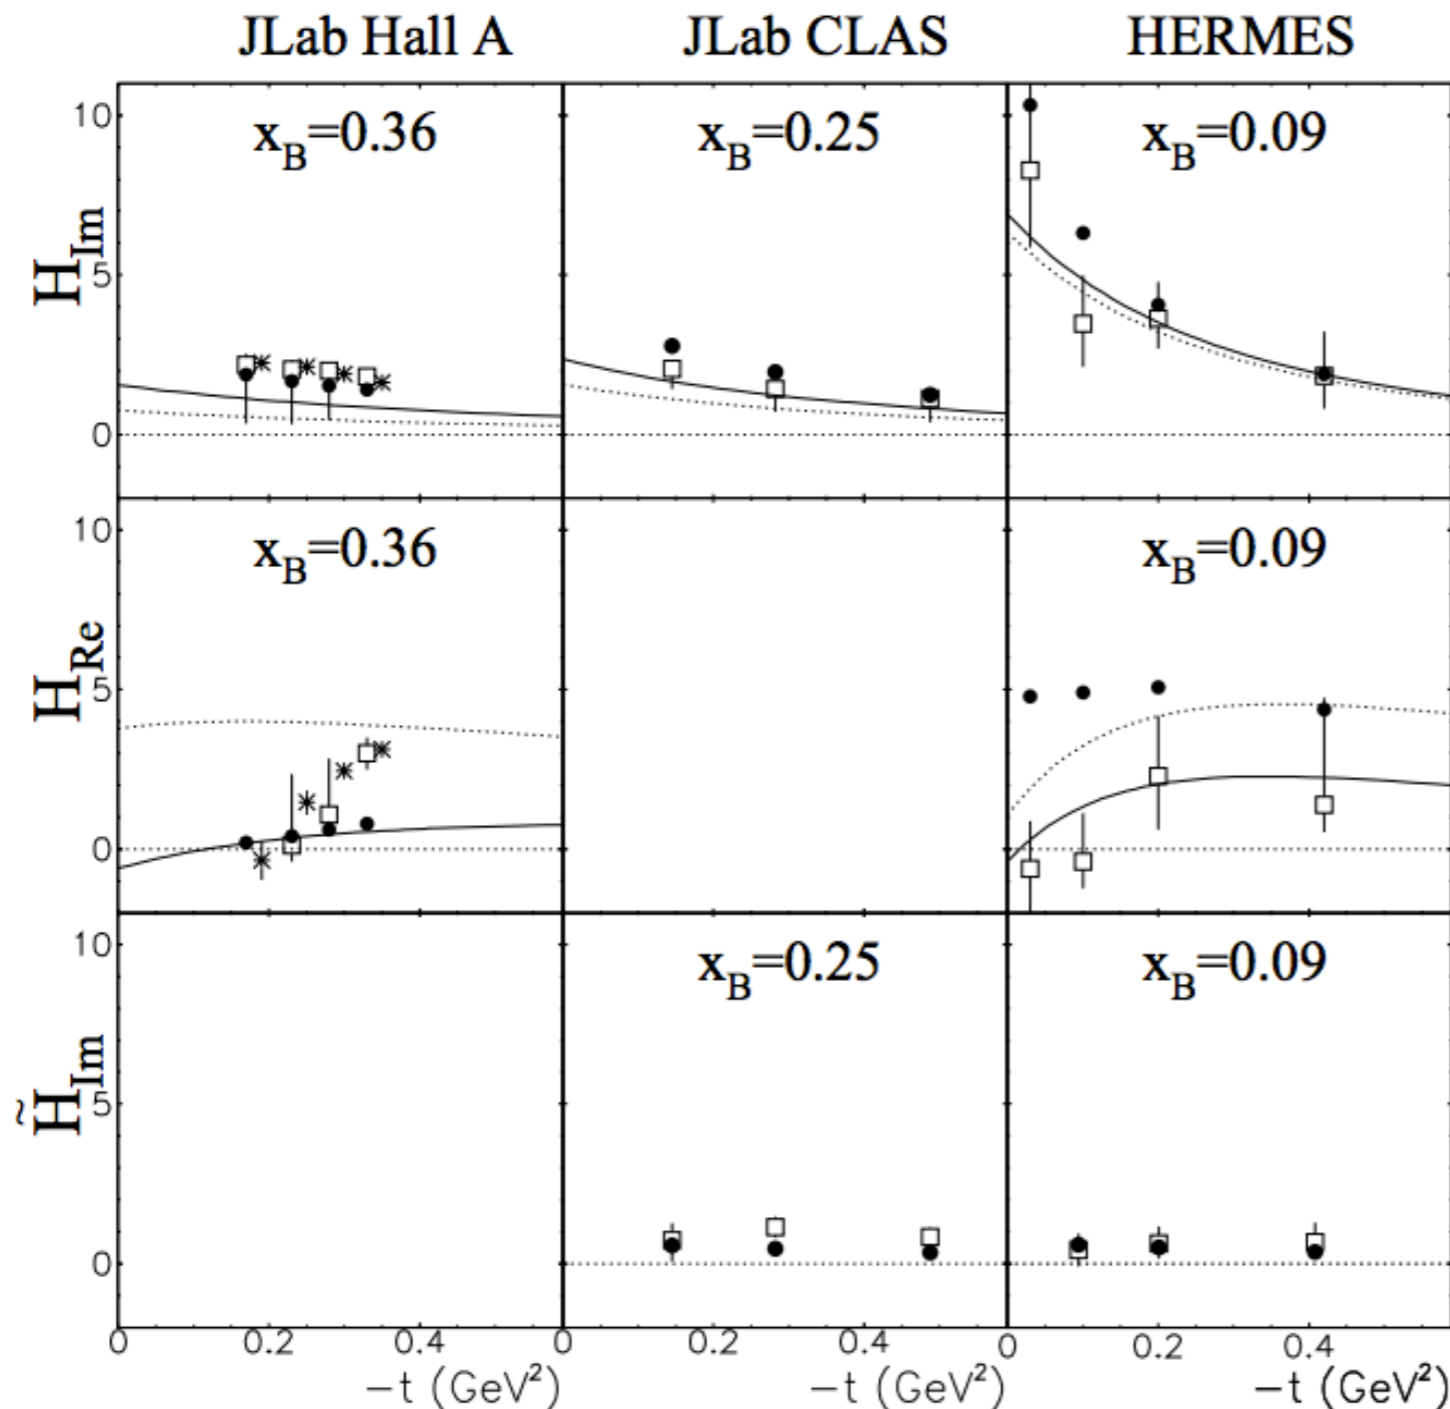 JLab Hall A JLab CLAS HERMES
10 x_B=0.36 x_B=0.25 x_B=0.09
H_Im
5
0
10 x_B=0.36 x_B=0.09
H_Re
5
0
10 x_B=0.25 x_B=0.09
H̃_Im
5
0
0 0.2 0.4 0 0.2 0.4 0 0.2 0.4
−t (GeV²) −t (GeV²) −t (GeV²)